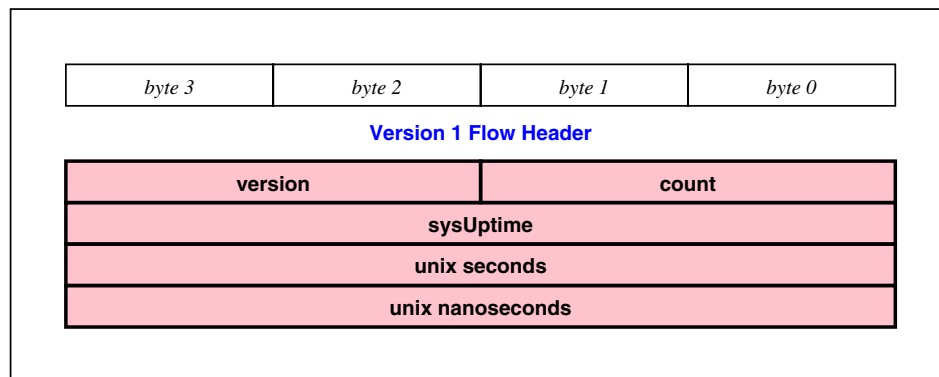 byte 3 byte 2 byte 1 byte 0
Version 1 Flow Header
version count
sysUptime
unix seconds
unix nanoseconds